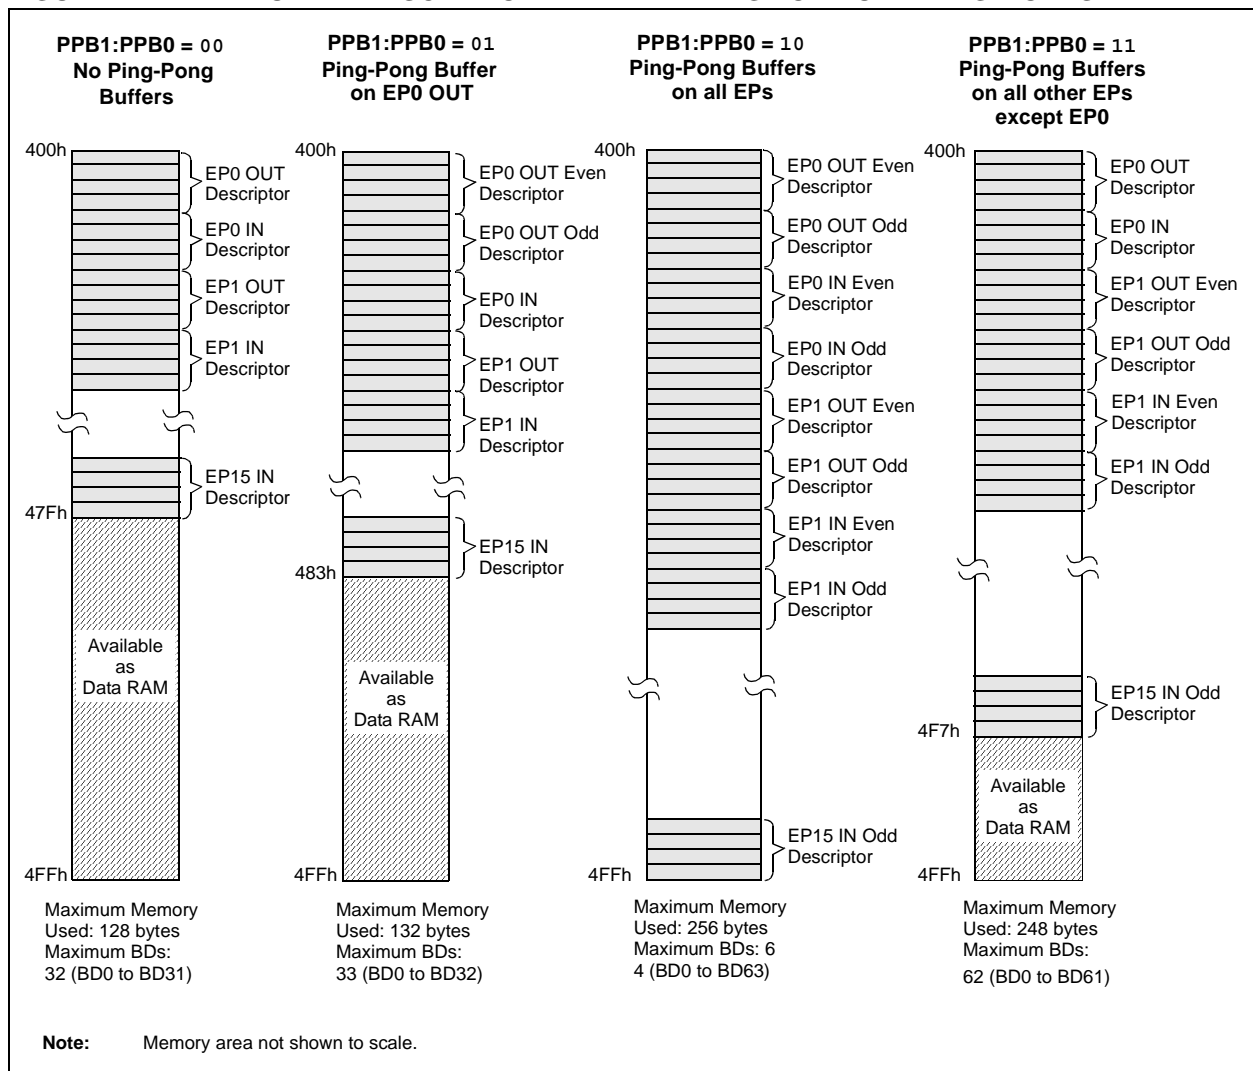 PPB1:PPB0 = 00
No Ping-Pong
Buffers
400h
EP0 OUT
Descriptor
EP0 IN
Descriptor
EP1 OUT
Descriptor
EP1 IN
Descriptor
EP15 IN
Descriptor
47Fh
Available
as
Data RAM
4FFh
Maximum Memory
Used: 128 bytes
Maximum BDs:
32 (BD0 to BD31)
PPB1:PPB0 = 01
Ping-Pong Buffer
on EP0 OUT
400h
EP0 OUT Even
Descriptor
EP0 OUT Odd
Descriptor
EP0 IN
Descriptor
EP1 OUT
Descriptor
EP1 IN
Descriptor
EP15 IN
Descriptor
483h
Available
as
Data RAM
4FFh
Maximum Memory
Used: 132 bytes
Maximum BDs:
33 (BD0 to BD32)
PPB1:PPB0 = 10
Ping-Pong Buffers
on all EPs
400h
EP0 OUT Even
Descriptor
EP0 OUT Odd
Descriptor
EP0 IN Even
Descriptor
EP0 IN Odd
Descriptor
EP1 OUT Even
Descriptor
EP1 OUT Odd
Descriptor
EP1 IN Even
Descriptor
EP1 IN Odd
Descriptor
EP15 IN Odd
Descriptor
4FFh
Maximum Memory
Used: 256 bytes
Maximum BDs: 6
4 (BD0 to BD63)
PPB1:PPB0 = 11
Ping-Pong Buffers
on all other EPs
except EP0
400h
EP0 OUT
Descriptor
EP0 IN
Descriptor
EP1 OUT Even
Descriptor
EP1 OUT Odd
Descriptor
EP1 IN Even
Descriptor
EP1 IN Odd
Descriptor
EP15 IN Odd
Descriptor
4F7h
Available
as
Data RAM
4FFh
Maximum Memory
Used: 248 bytes
Maximum BDs:
62 (BD0 to BD61)
Note: Memory area not shown to scale.